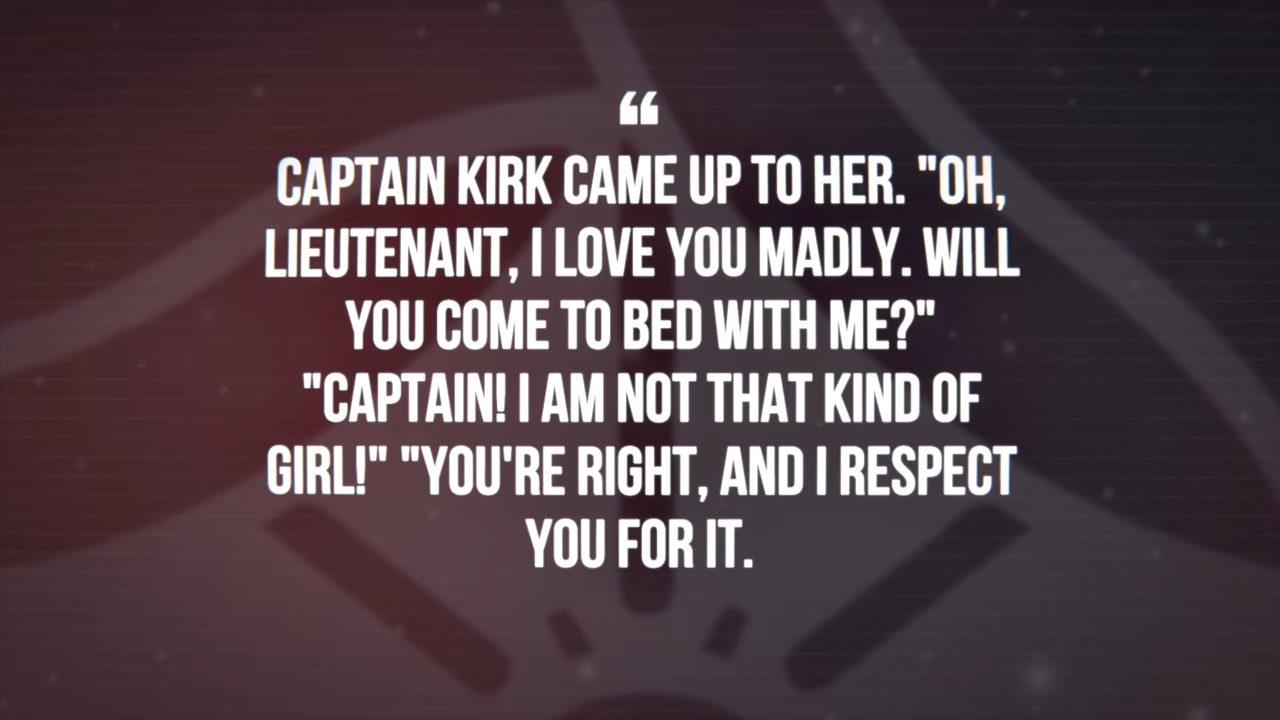 “
CAPTAIN KIRK CAME UP TO HER. "OH,
LIEUTENANT, I LOVE YOU MADLY. WILL
YOU COME TO BED WITH ME?"
"CAPTAIN! I AM NOT THAT KIND OF
GIRL!" "YOU'RE RIGHT, AND I RESPECT
YOU FOR IT.